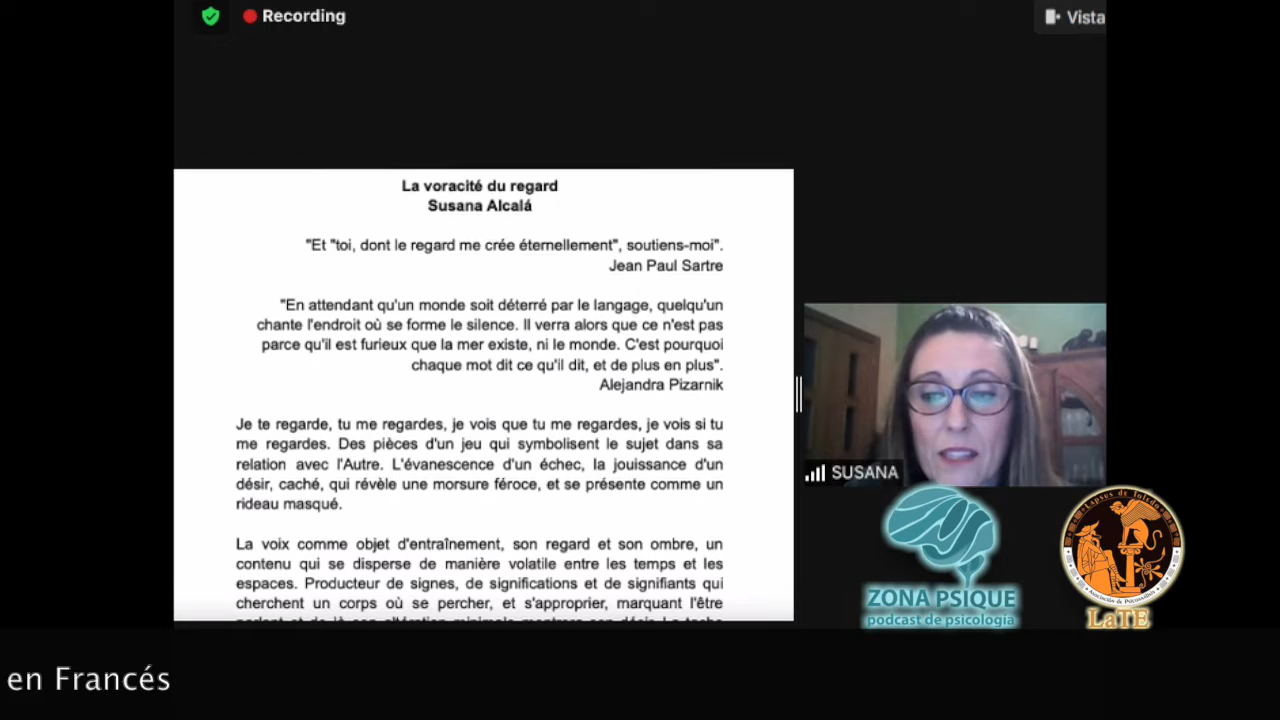 Recording
Vista
La voracité du regard
Susana Alcalá
"Et "toi, dont le regard me crée éternellement", soutiens-moi".
Jean Paul Sartre
"En attendant qu'un monde soit déterré par le langage, quelqu'un
chante l'endroit où se forme le silence. Il verra alors que ce n'est pas
parce qu'il est furieux que la mer existe, ni le monde. C'est pourquoi
chaque mot dit ce qu'il dit, et de plus en plus".
Alejandra Pizarnik
Je te regarde, tu me regardes, je vois que tu me regardes, je vois si tu
me regardes. Des pièces d'un jeu qui symbolisent le sujet dans sa
relation avec l'Autre. L'évanescence d'un échec, la jouissance d'un
désir, caché, qui révèle une morsure féroce, et se présente comme un
rideau masqué.
La voix comme objet d'entraînement, son regard et son ombre, un
contenu qui se disperse de manière volatile entre les temps et les
espaces. Producteur de signes, de significations et de signifiants qui
cherchent un corps où se percher, et s'approprier, marquant l'être
SUSANA
ZONA PSIQUE
podcast de psicología
Lapsus de Toledo
Asociación de Psicoanálisis
LaTE
en Francés